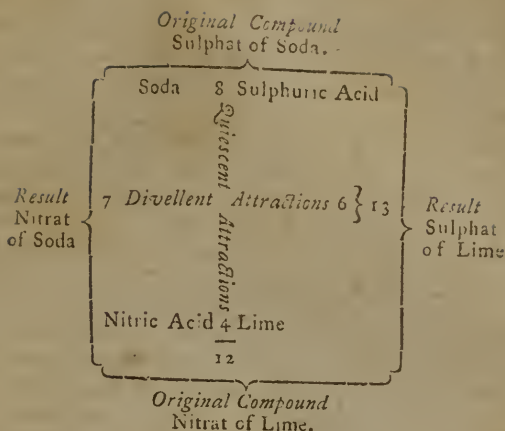 Original Compound
Sulphat of Soda.
Soda 8 Sulphuric Acid
Quiescent Attractions
Result
Nitrat
of Soda
7 Divellent Attractions 6 } 13
Result
Sulphat
of Lime
Nitric Acid 4 Lime
12
Original Compound
Nitrat of Lime.